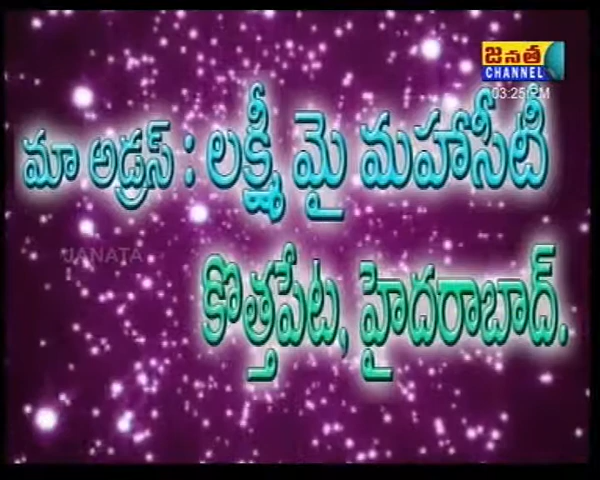 జనత
CHANNEL
03:25 PM
మా అడ్రస్ : లక్ష్మీ మై మహాసిటీ
JANATA
కొత్తపేట, హైదరాబాద్.